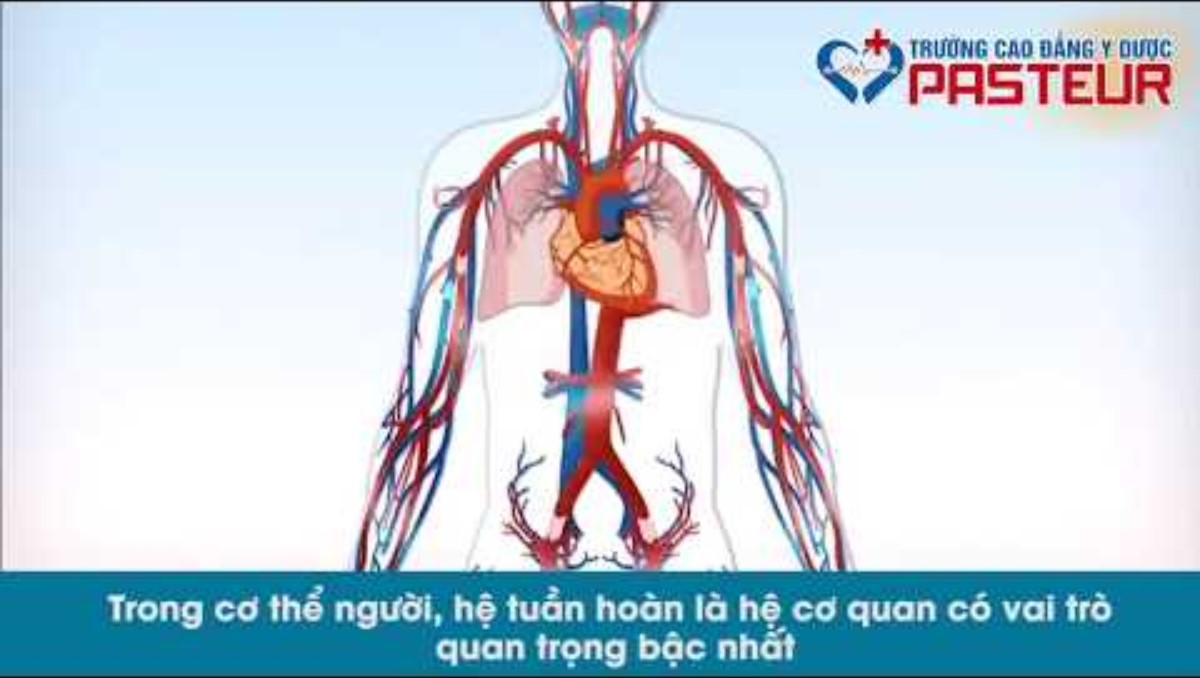 TRƯỜNG CAO ĐẲNG Y DƯỢC
PASTEUR
Trong cơ thể người, hệ tuần hoàn là hệ cơ quan có vai trò
quan trọng bậc nhất